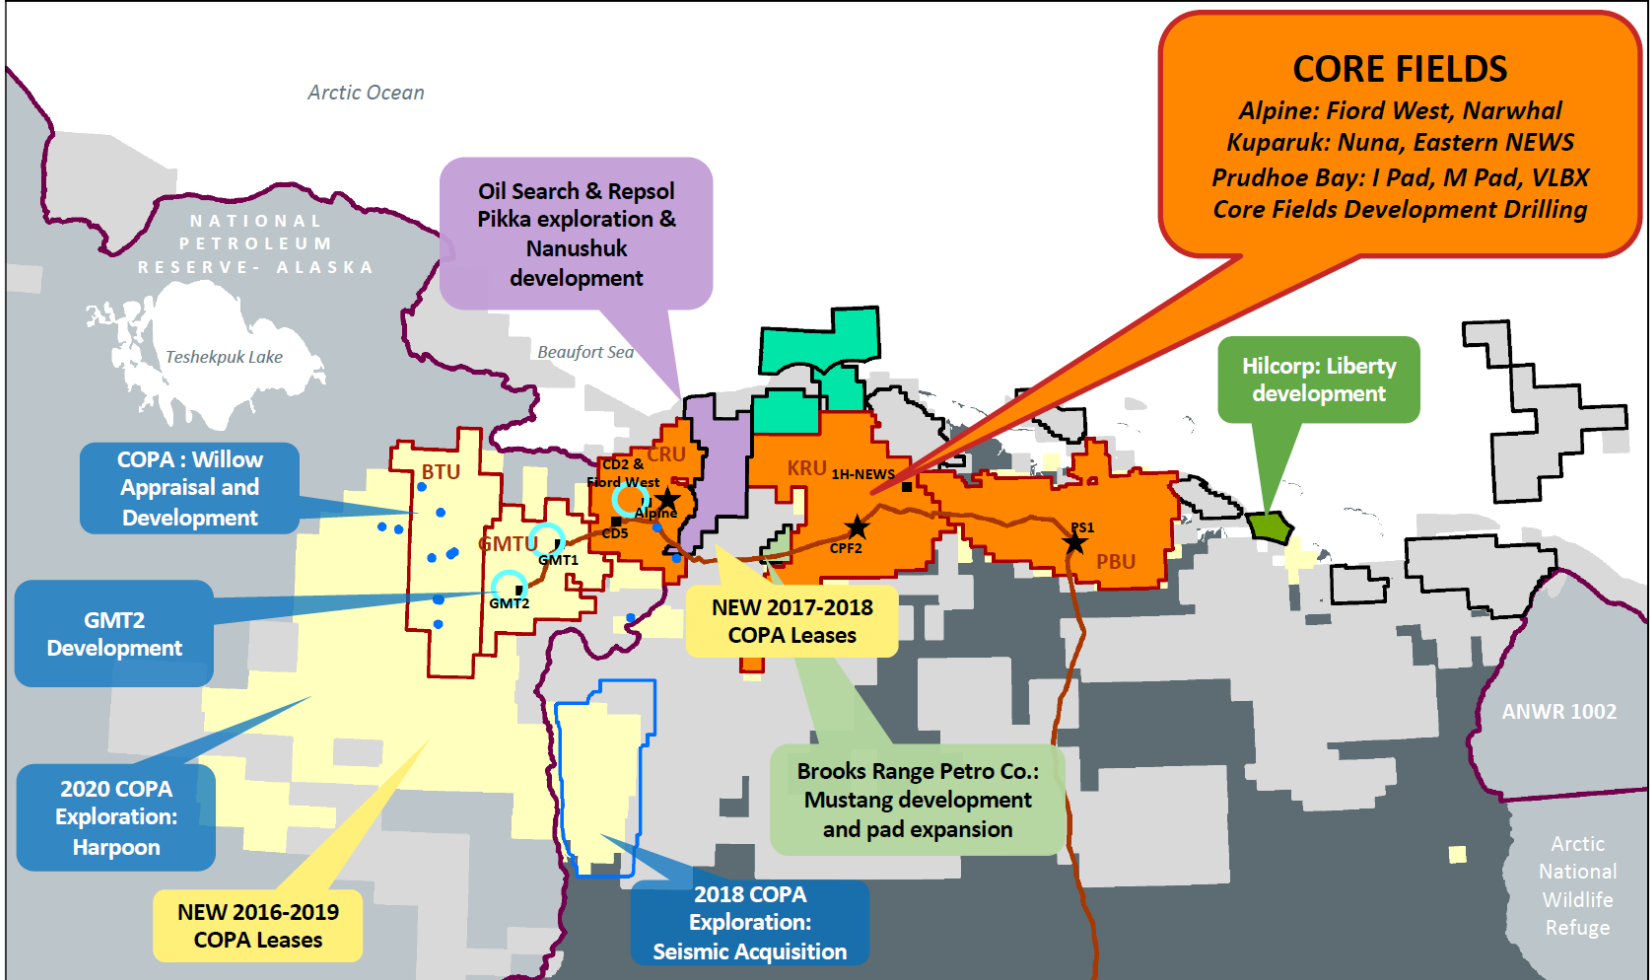 CORE FIELDS
Alpine: Fiord West, Narwhal
Kuparuk: Nuna, Eastern NEWS
Prudhoe Bay: I Pad, M Pad, VLBX
Core Fields Development Drilling
Arctic Ocean
Oil Search & Repsol
Pikka exploration &
Nanushuk
development
NATIONAL
PETROLEUM
RESERVE- ALASKA
Teshekpuk Lake
Beaufort Sea
Hilcorp: Liberty
development
COPA : Willow
Appraisal and
Development
BTU
CRU
CD2 &
Fiord West
Alpine
CD5
KRU
1H-NEWS
CPF2
PS1
PBU
GMTU
GMT1
GMT2
GMT2
Development
NEW 2017-2018
COPA Leases
ANWR 1002
2020 COPA
Exploration:
Harpoon
Brooks Range Petro Co.:
Mustang development
and pad expansion
NEW 2016-2019
COPA Leases
2018 COPA
Exploration:
Seismic Acquisition
Arctic
National
Wildlife
Refuge